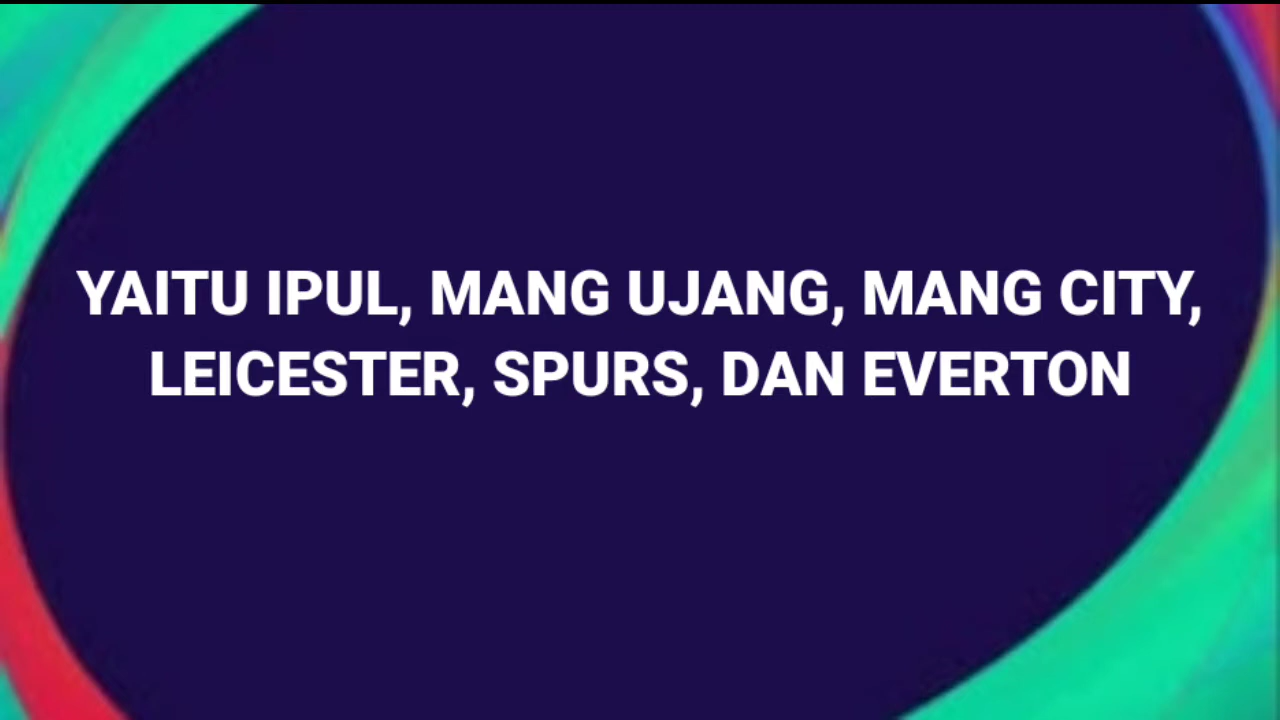 YAITU IPUL, MANG UJANG, MANG CITY,
LEICESTER, SPURS, DAN EVERTON